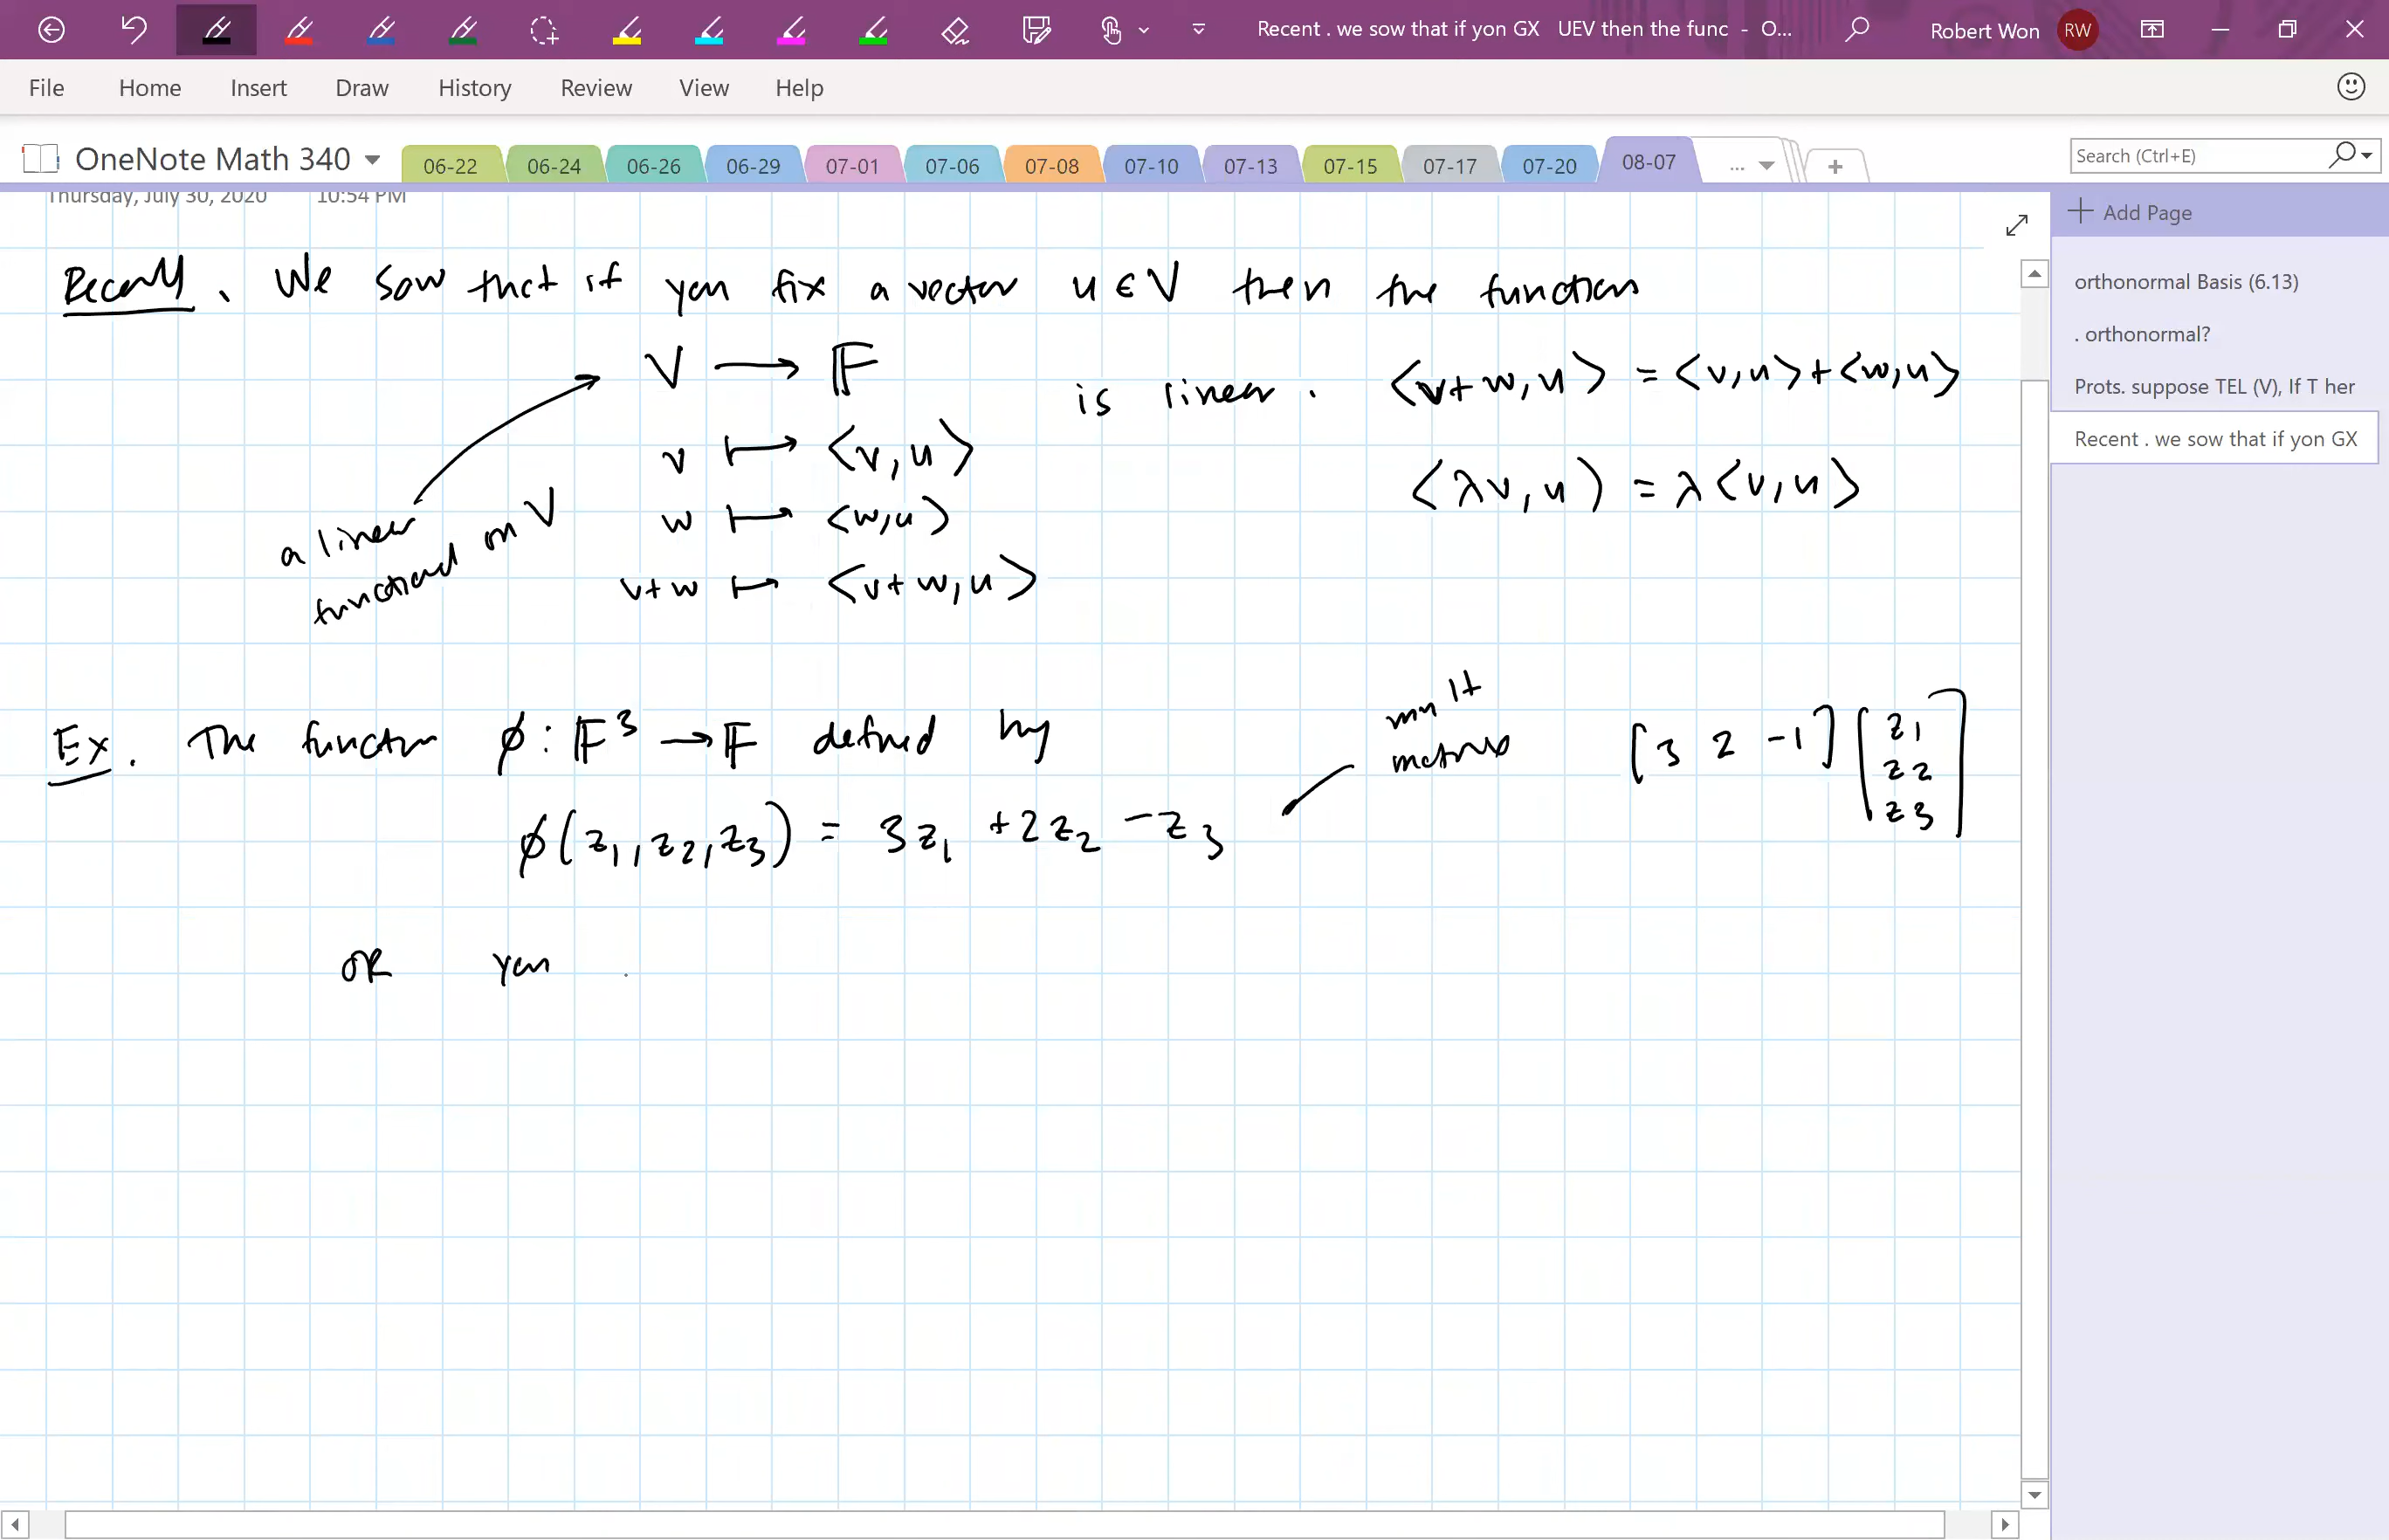 Recent . we sow that if yon GX UEV then the func - O...
Robert Won RW
File Home Insert Draw History Review View Help
OneNote Math 340
06-22 06-24 06-26 06-29 07-01 07-06 07-08 07-10 07-13 07-15 07-17 07-20 08-07 ... +
Search (Ctrl+E)
Thursday, July 30, 2020 10:54 PM
Add Page
orthonormal Basis (6.13)
. orthonormal?
Prots. suppose TEL (V), If T her
Recent . we sow that if yon GX
Recall. We saw that if you fix a vector u ∈ V then the function
V → 𝔽 is linear. <v+w,u> = <v,u>+<w,u>
v ↦ <v,u>
<λv,u> = λ<v,u>
w ↦ <w,u>
v+w ↦ <v+w,u>
a linear
functional on V
Ex. The function ϕ: 𝔽³ → 𝔽 defined by
ϕ(z₁,z₂,z₃) = 3z₁ +2z₂ -z₃
mult
matrix
[3 2 -1] [z1
z2
z3]
OR you